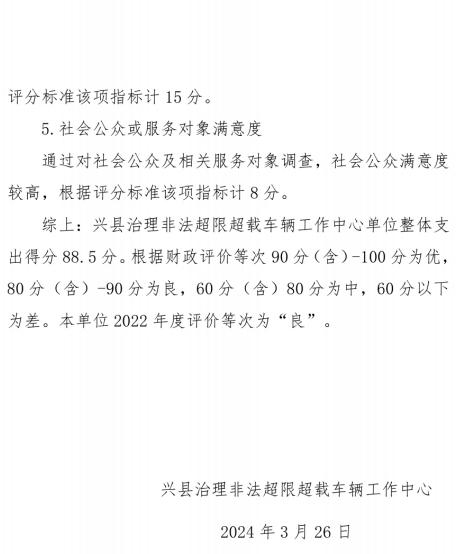 评分标准该项指标计 15 分。
5.社会公众或服务对象满意度
通过对社会公众及相关服务对象调查，社会公众满意度
较高，根据评分标准该项指标计 8 分。
综上：兴县治理非法超限超载车辆工作中心单位整体支
出得分 88.5 分。根据财政评价等次 90 分（含）-100 分为优，
80 分（含）-90 分为良，60 分（含）80 分为中，60 分以下
为差。本单位 2022 年度评价等次为“良”。
兴县治理非法超限超载车辆工作中心
2024 年 3 月 26 日